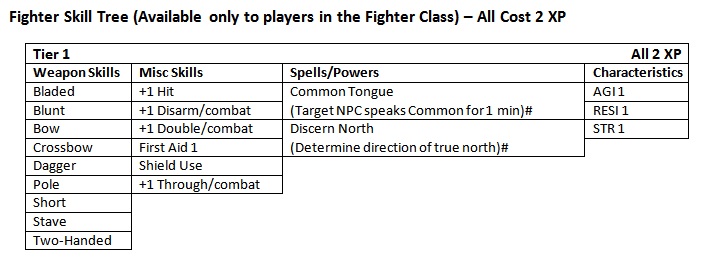 Fighter Skill Tree (Available only to players in the Fighter Class) – All Cost 2 XP
Tier 1 All 2 XP
Weapon Skills Misc Skills Spells/Powers Characteristics
Bladed +1 Hit Common Tongue AGI 1
Blunt +1 Disarm/combat (Target NPC speaks Common for 1 min)# RESI 1
Bow +1 Double/combat Discern North STR 1
Crossbow First Aid 1 (Determine direction of true north)#
Dagger Shield Use
Pole +1 Through/combat
Short
Stave
Two-Handed